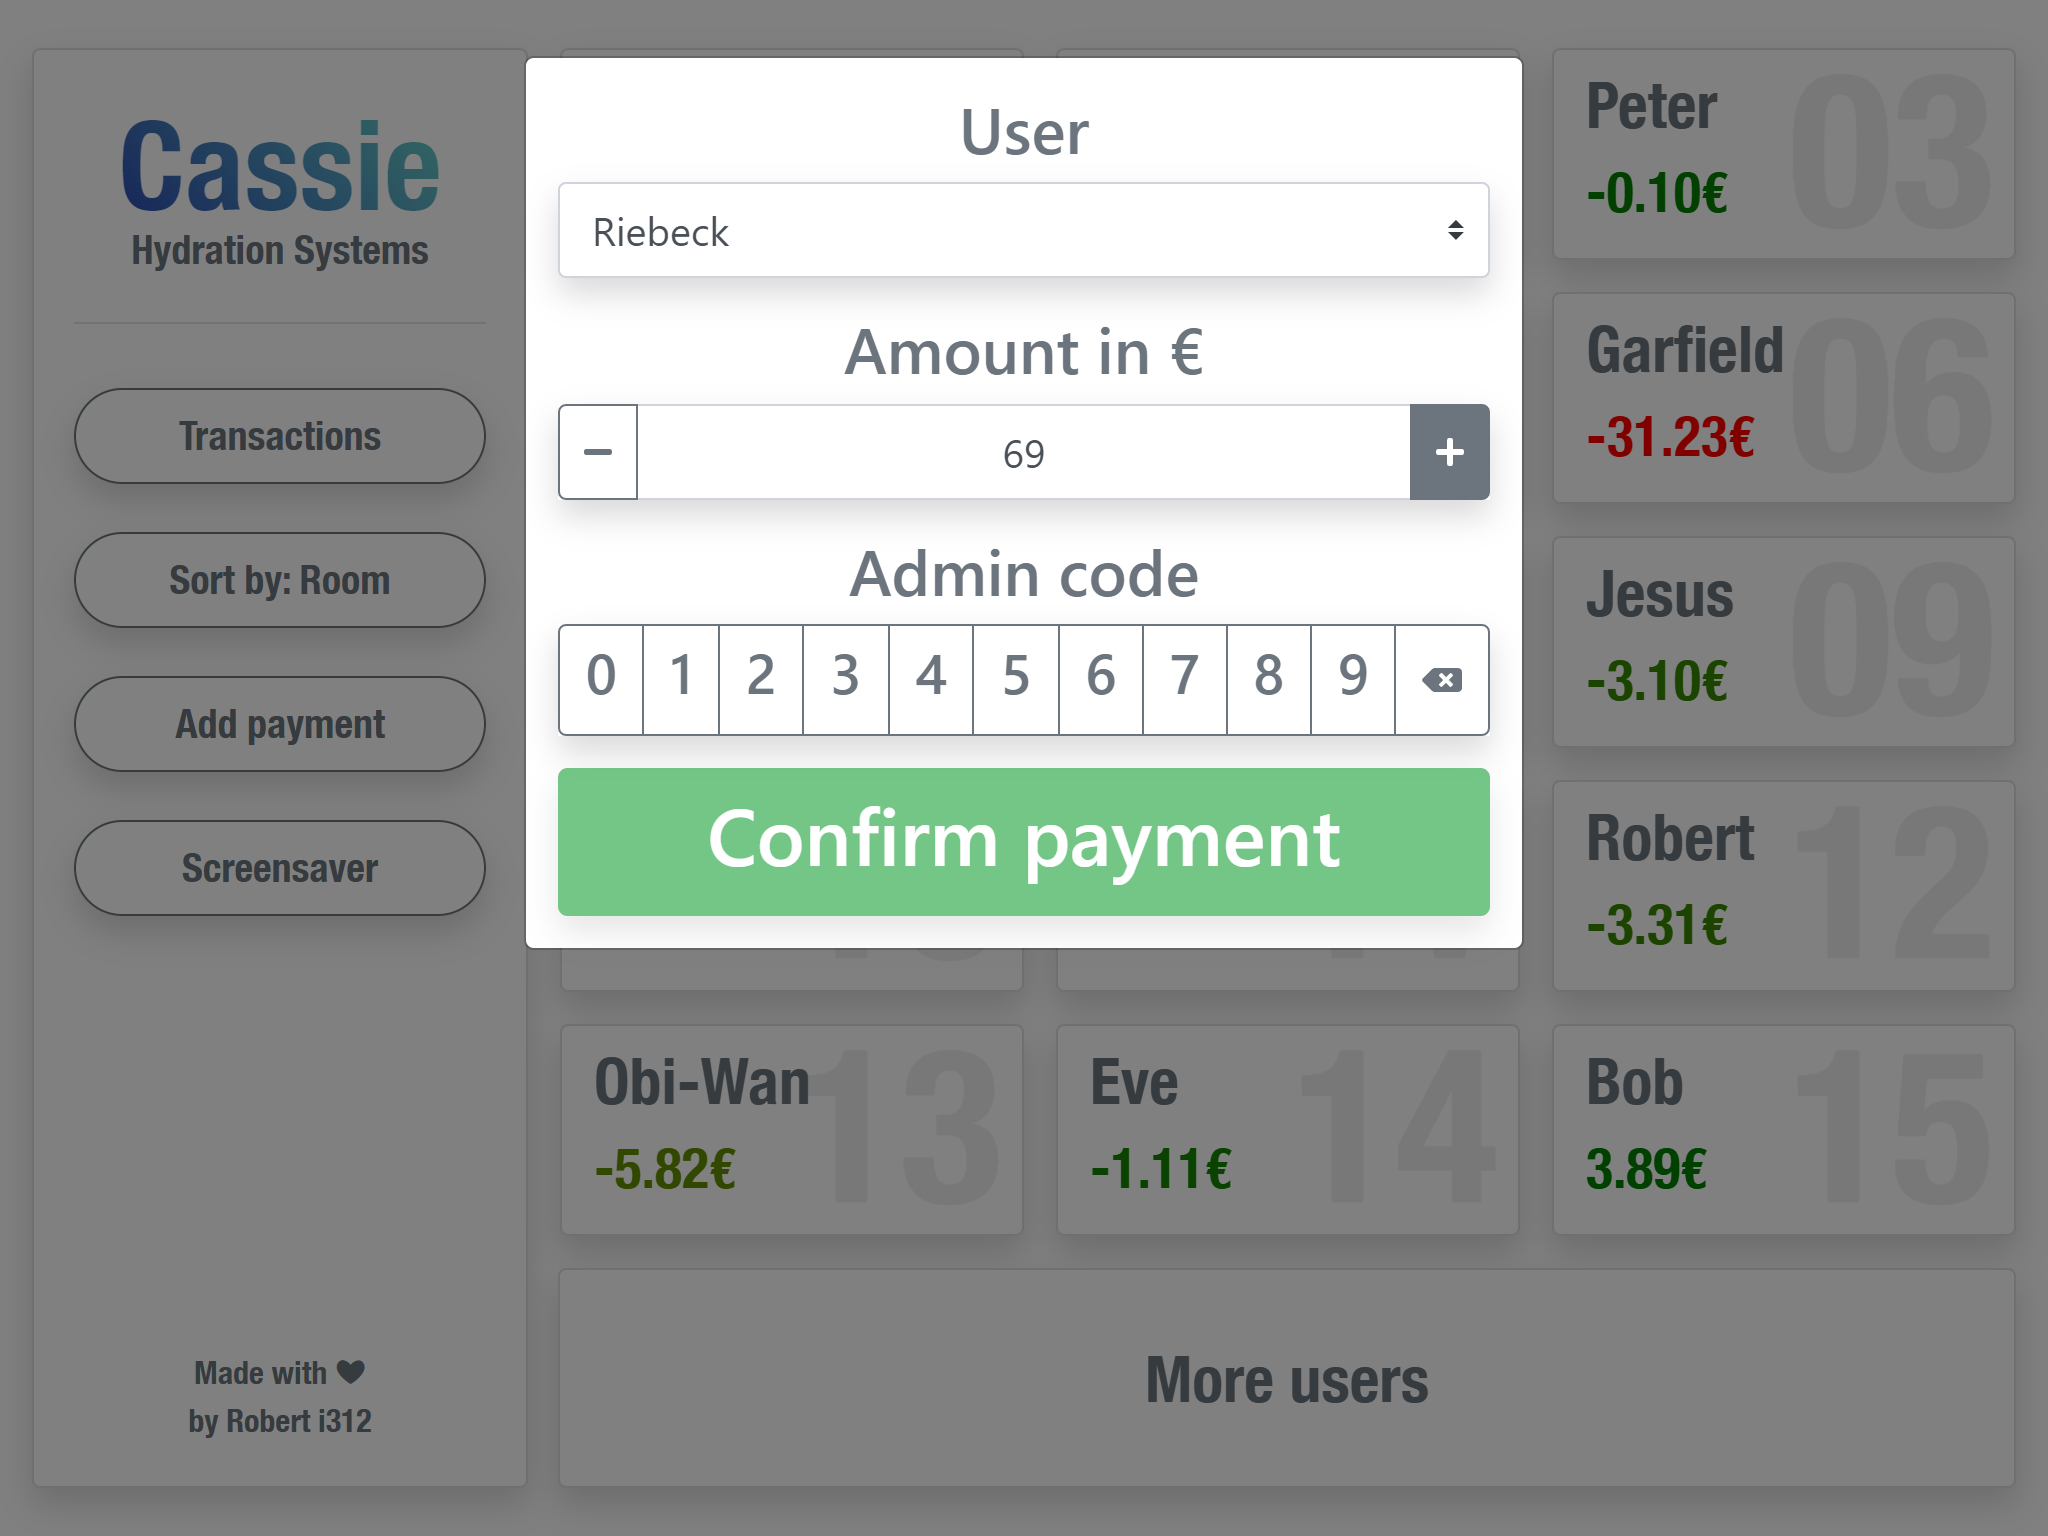 Cassie
Hydration Systems
Transactions
Sort by: Room
Add payment
Screensaver
Made with
by Robert i312
User
Riebeck
Amount in €
69
Admin code
0 1 2 3 4 5 6 7 8 9
Confirm payment
Peter
03
-0.10€
Garfield
06
-31.23€
Jesus
09
-3.10€
Robert
12
-3.31€
Obi-Wan
13
-5.82€
Eve
14
-1.11€
Bob
15
3.89€
More users